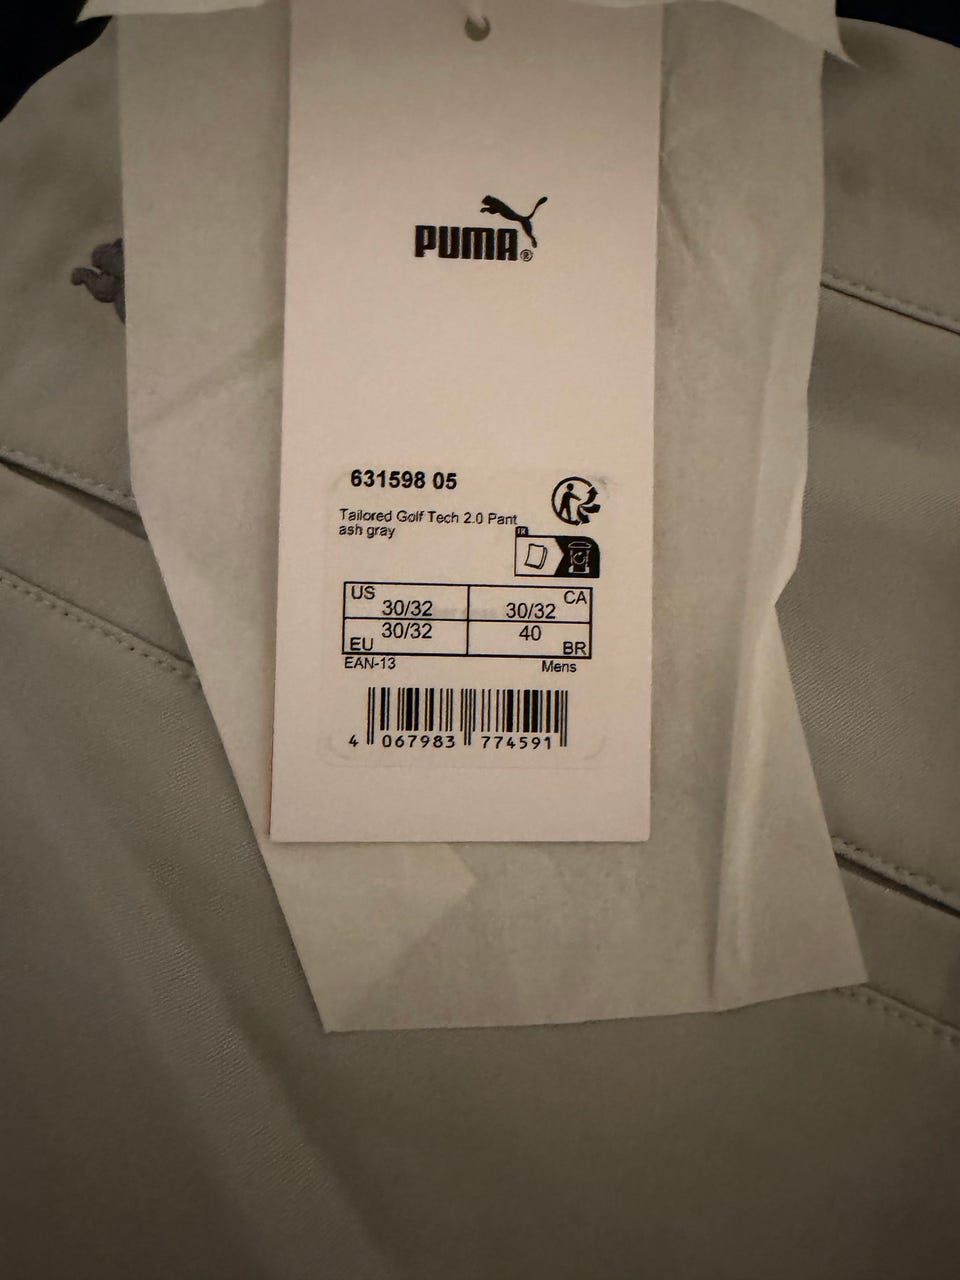 PUMA®
631598 05
Tailored Golf Tech 2.0 Pant
ash gray
FR
US 30/32 30/32 CA
EU 30/32 40 BR
EAN-13 Mens
4 067983 774591